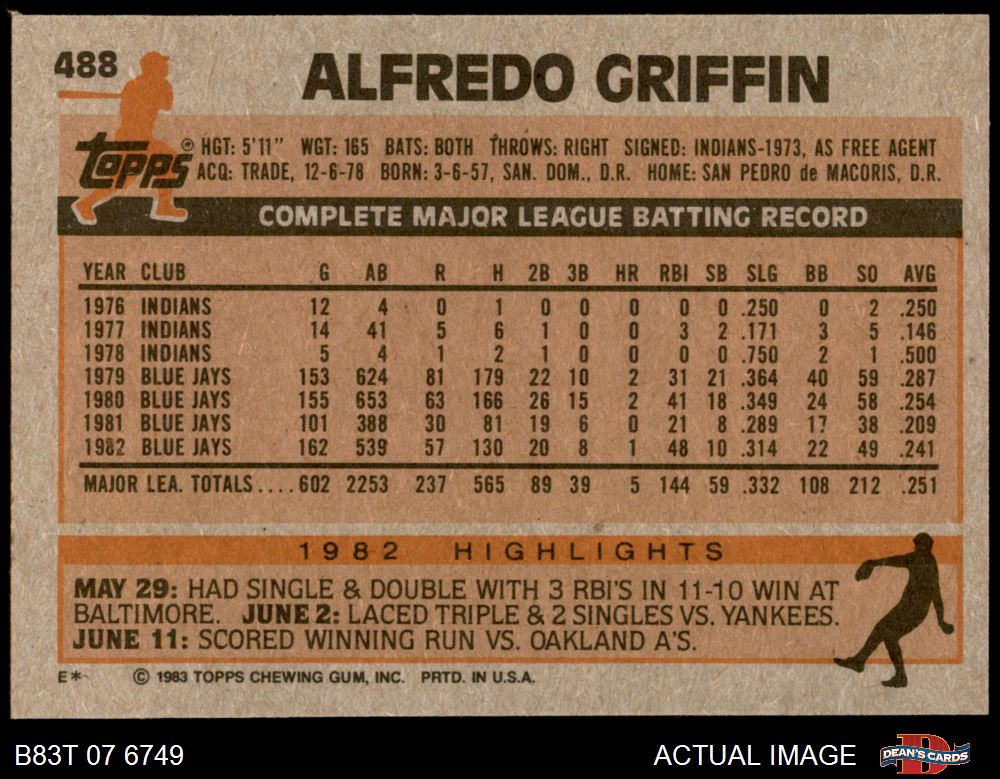 488
ALFREDO GRIFFIN
topps® HGT: 5'11" WGT: 165 BATS: BOTH THROWS: RIGHT SIGNED: INDIANS-1973, AS FREE AGENT
ACQ: TRADE, 12-6-78 BORN: 3-6-57, SAN. DOM., D.R. HOME: SAN PEDRO de MACORIS, D.R.
COMPLETE MAJOR LEAGUE BATTING RECORD
YEAR CLUB G AB R H 2B 3B HR RBI SB SLG BB SO AVG
1976 INDIANS 12 4 0 1 0 0 0 0 0 .250 0 2 .250
1977 INDIANS 14 41 5 6 1 0 0 3 2 .171 3 5 .146
1978 INDIANS 5 4 1 2 1 0 0 0 0 .750 2 1 .500
1979 BLUE JAYS 153 624 81 179 22 10 2 31 21 .364 40 59 .287
1980 BLUE JAYS 155 653 63 166 26 15 2 41 18 .349 24 58 .254
1981 BLUE JAYS 101 388 30 81 19 6 0 21 8 .289 17 38 .209
1982 BLUE JAYS 162 539 57 130 20 8 1 48 10 .314 22 49 .241
MAJOR LEA. TOTALS....602 2253 237 565 89 39 5 144 59 .332 108 212 .251
1982 HIGHLIGHTS
MAY 29: HAD SINGLE & DOUBLE WITH 3 RBI'S IN 11-10 WIN AT
BALTIMORE. JUNE 2: LACED TRIPLE & 2 SINGLES VS. YANKEES.
JUNE 11: SCORED WINNING RUN VS. OAKLAND A'S.
E* © 1983 TOPPS CHEWING GUM, INC. PRTD. IN U.S.A.
B83T 07 6749 ACTUAL IMAGE D DEAN'S CARDS